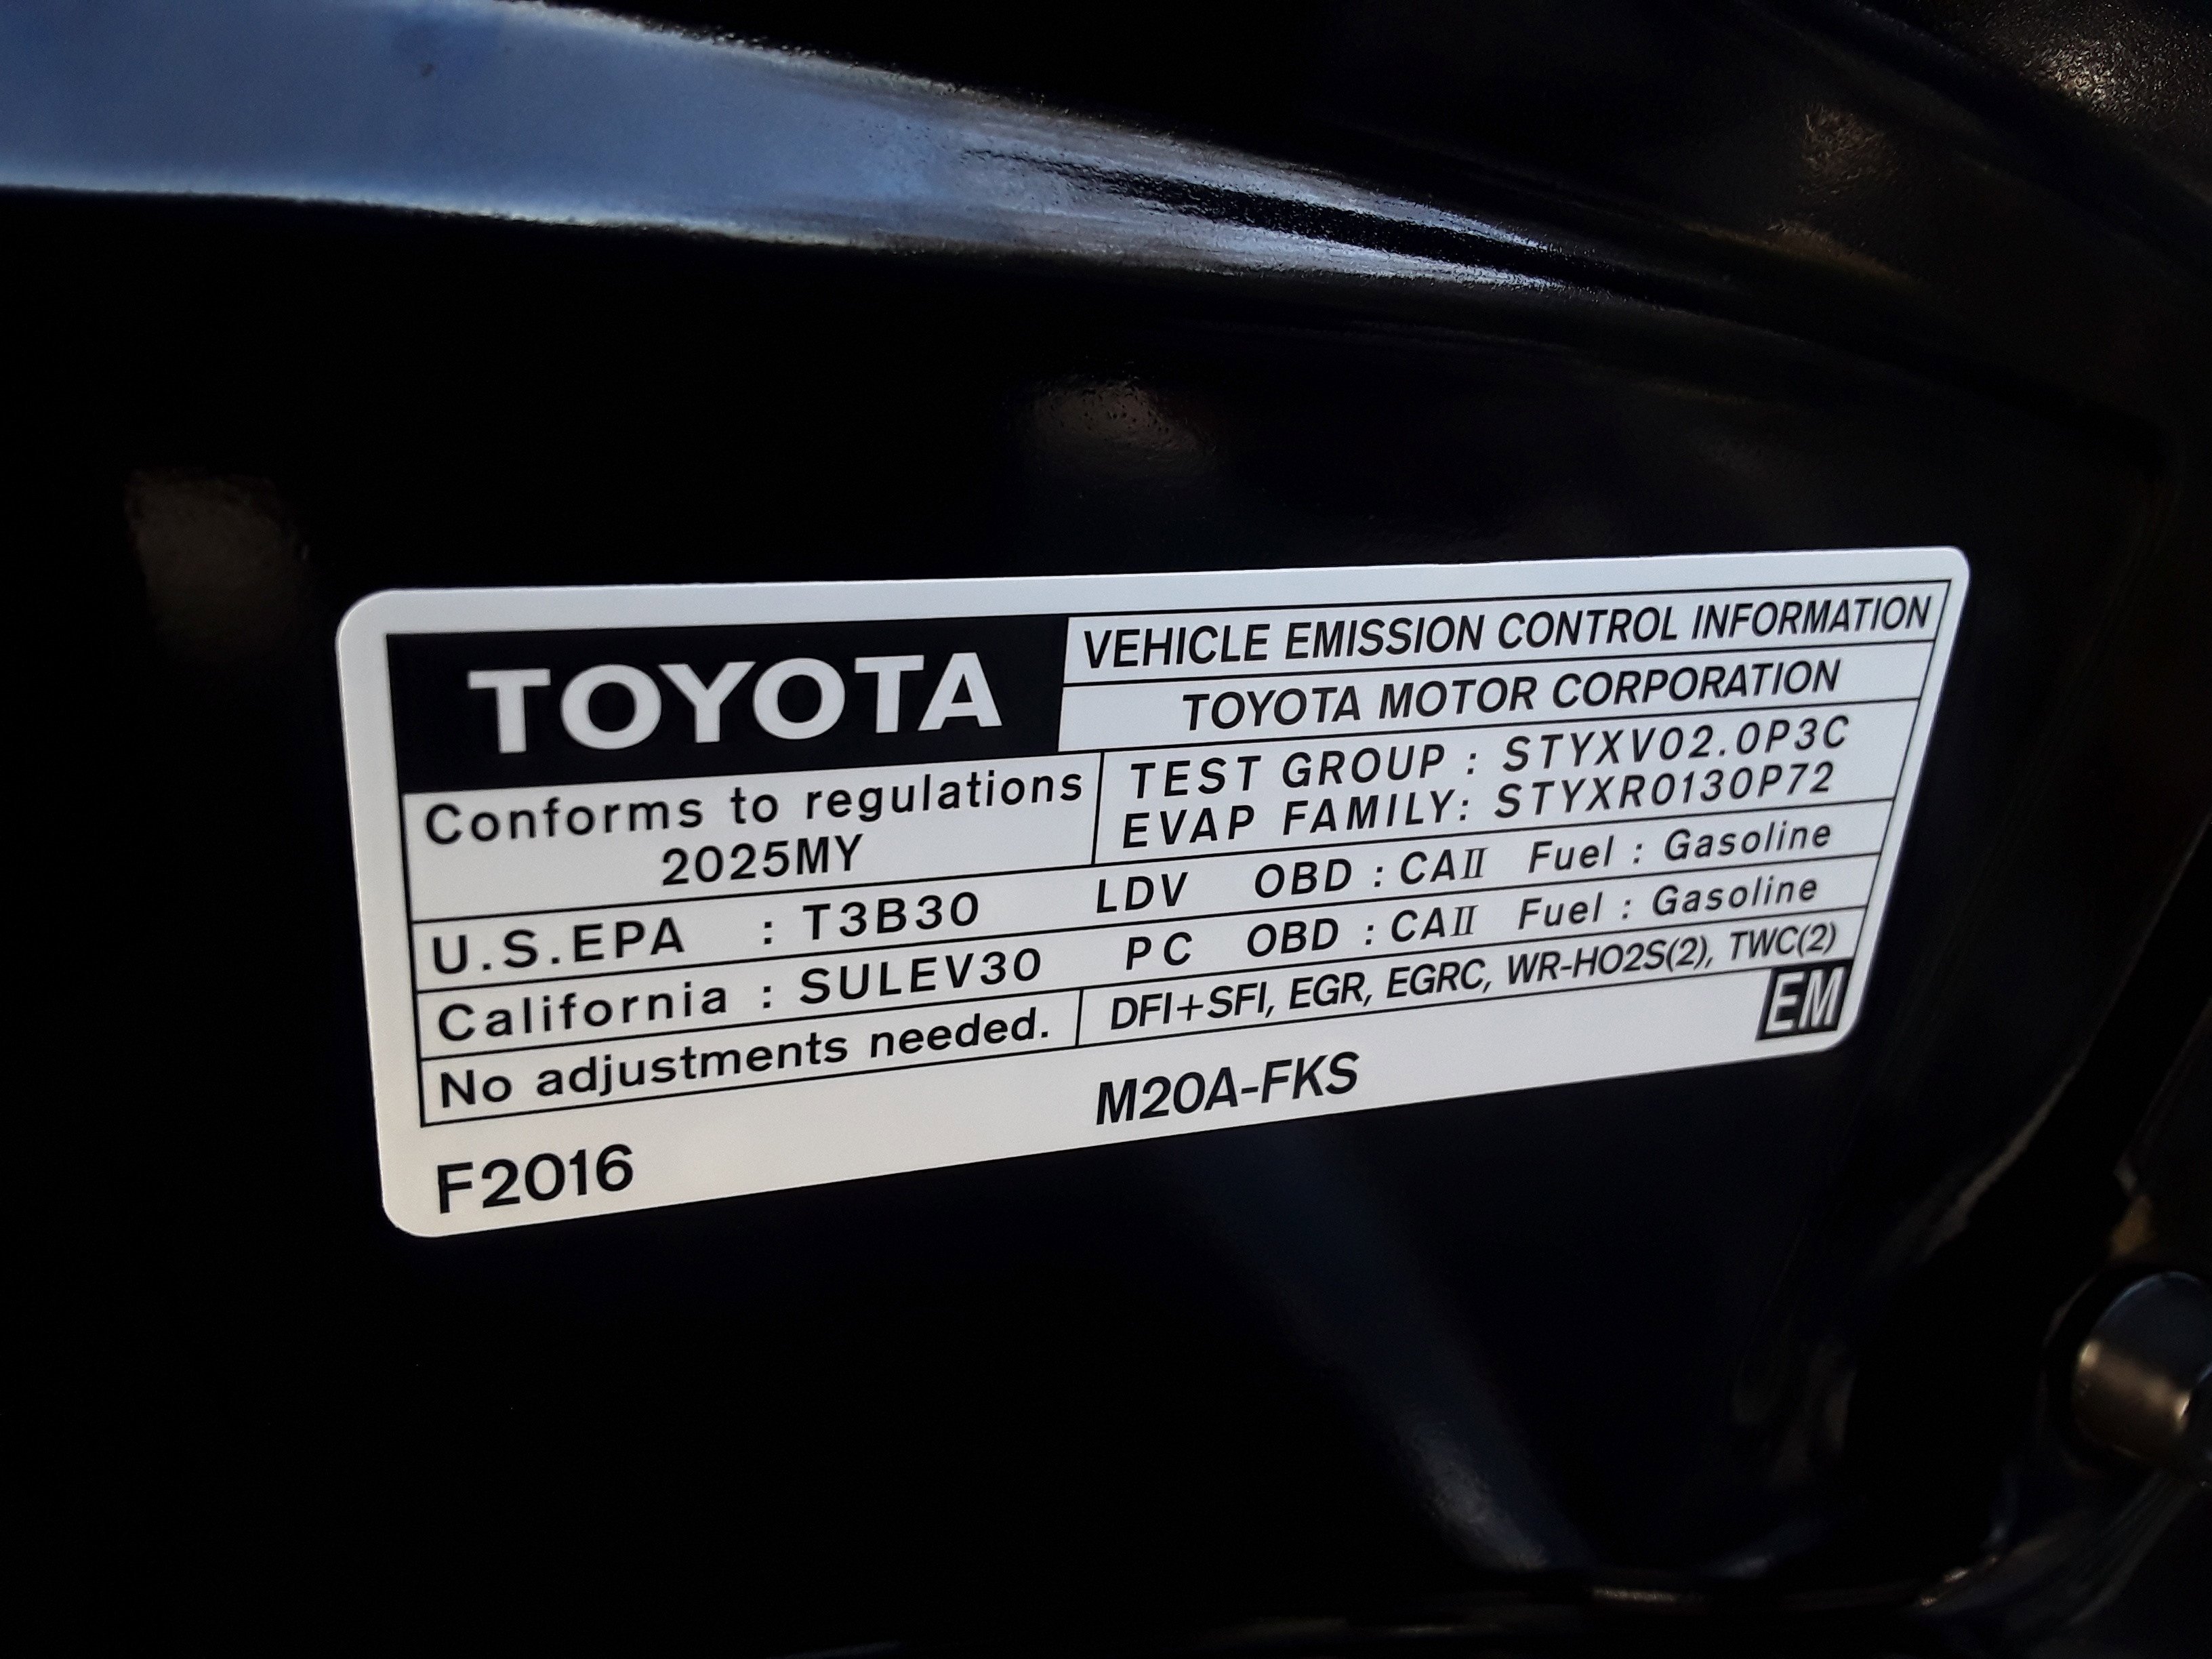 TOYOTA
VEHICLE EMISSION CONTROL INFORMATION
TOYOTA MOTOR CORPORATION
Conforms to regulations
2025MY
TEST GROUP : STYXV02.0P3C
EVAP FAMILY: STYXR0130P72
U.S.EPA : T3B30 LDV OBD : CAⅡ Fuel : Gasoline
California : SULEV30 PC OBD : CAⅡ Fuel : Gasoline
No adjustments needed. DFI+SFI, EGR, EGRC, WR-HO2S(2), TWC(2)
F2016 M20A-FKS EM